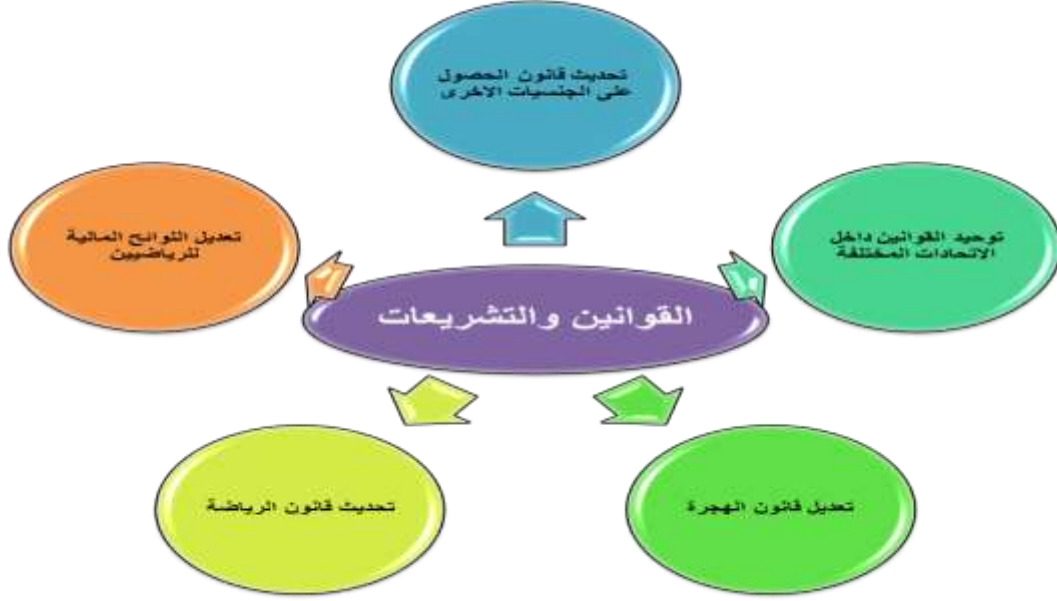 تحديث قانون الحصول
على الجنسيات الاخرى
توحيد القوانين داخل
الاتحادات المختلفة
تعديل اللوائح المالية
للرياضيين
القوانين والتشريعات
تعديل قانون الهجرة
تحديث قانون الرياضة